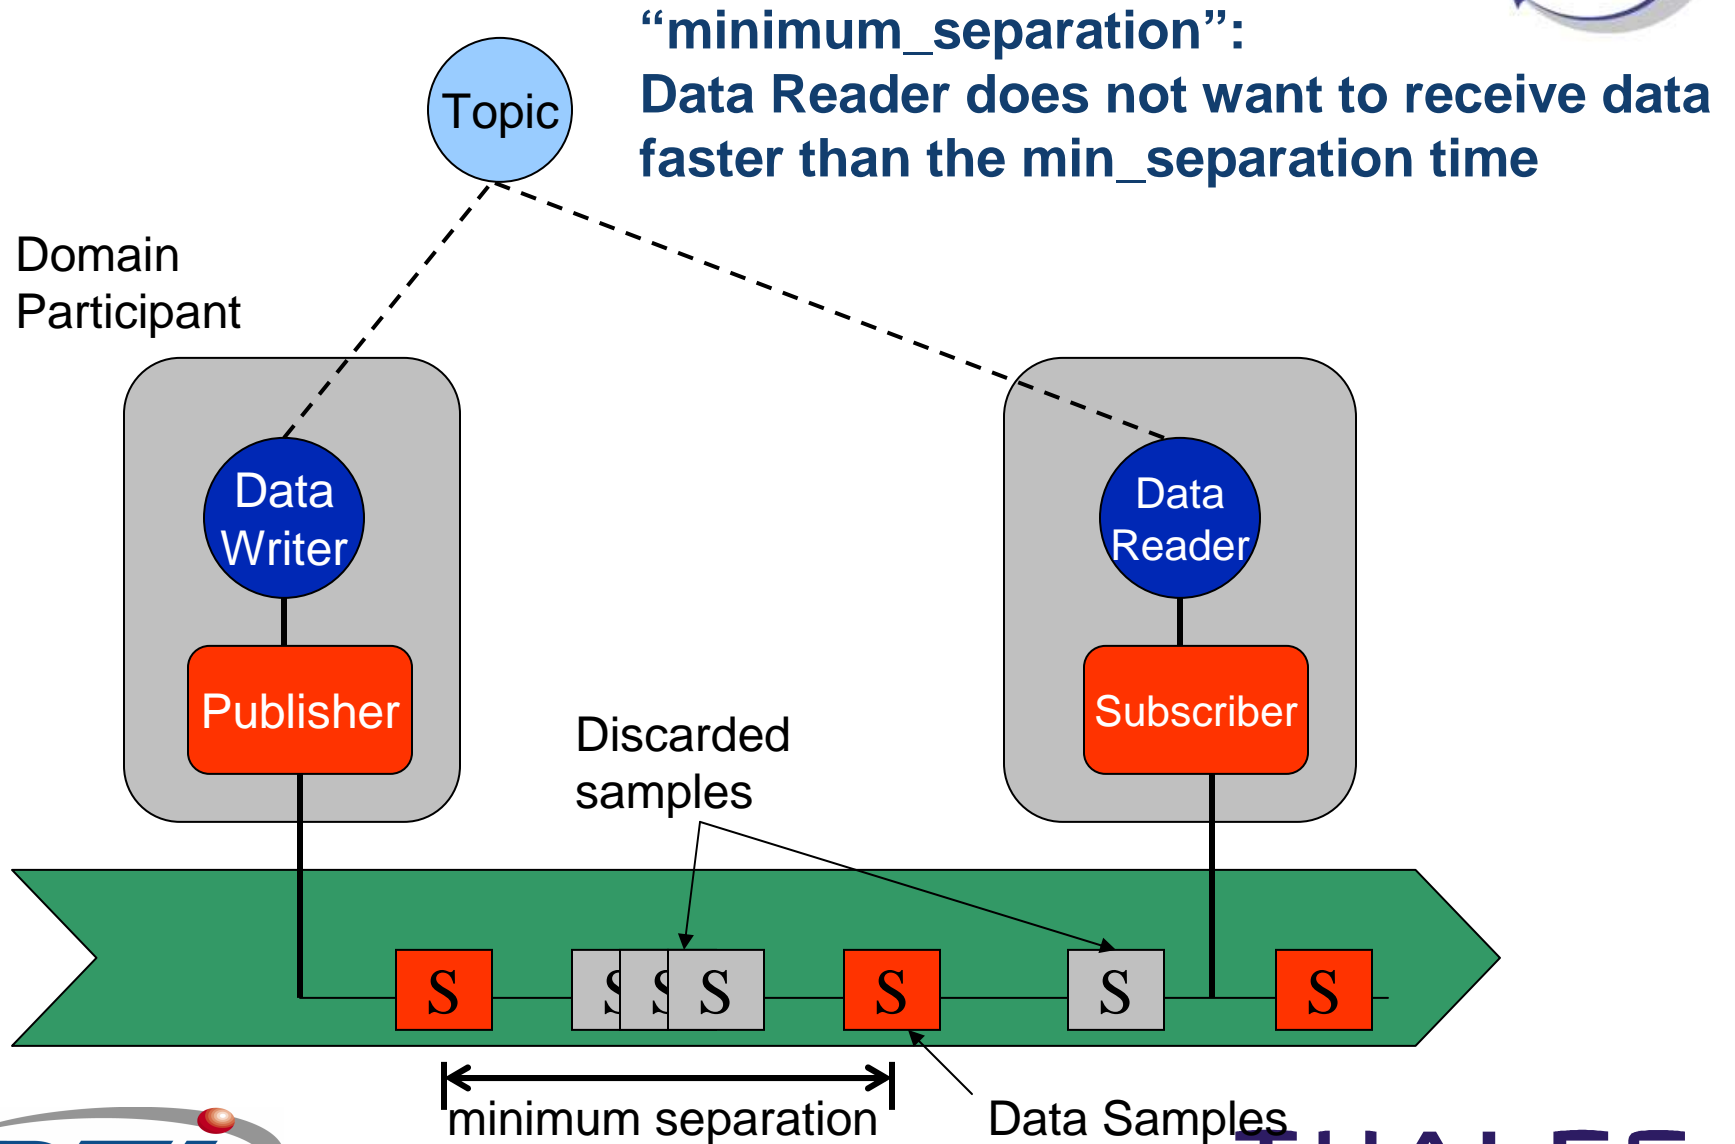 “minimum_separation”:
Data Reader does not want to receive data
faster than the min_separation time
Topic
Domain
Participant
Data
Writer
Data
Reader
Publisher
Subscriber
Discarded
samples
S
S
S
S
S
S
S
minimum separation
Data Samples